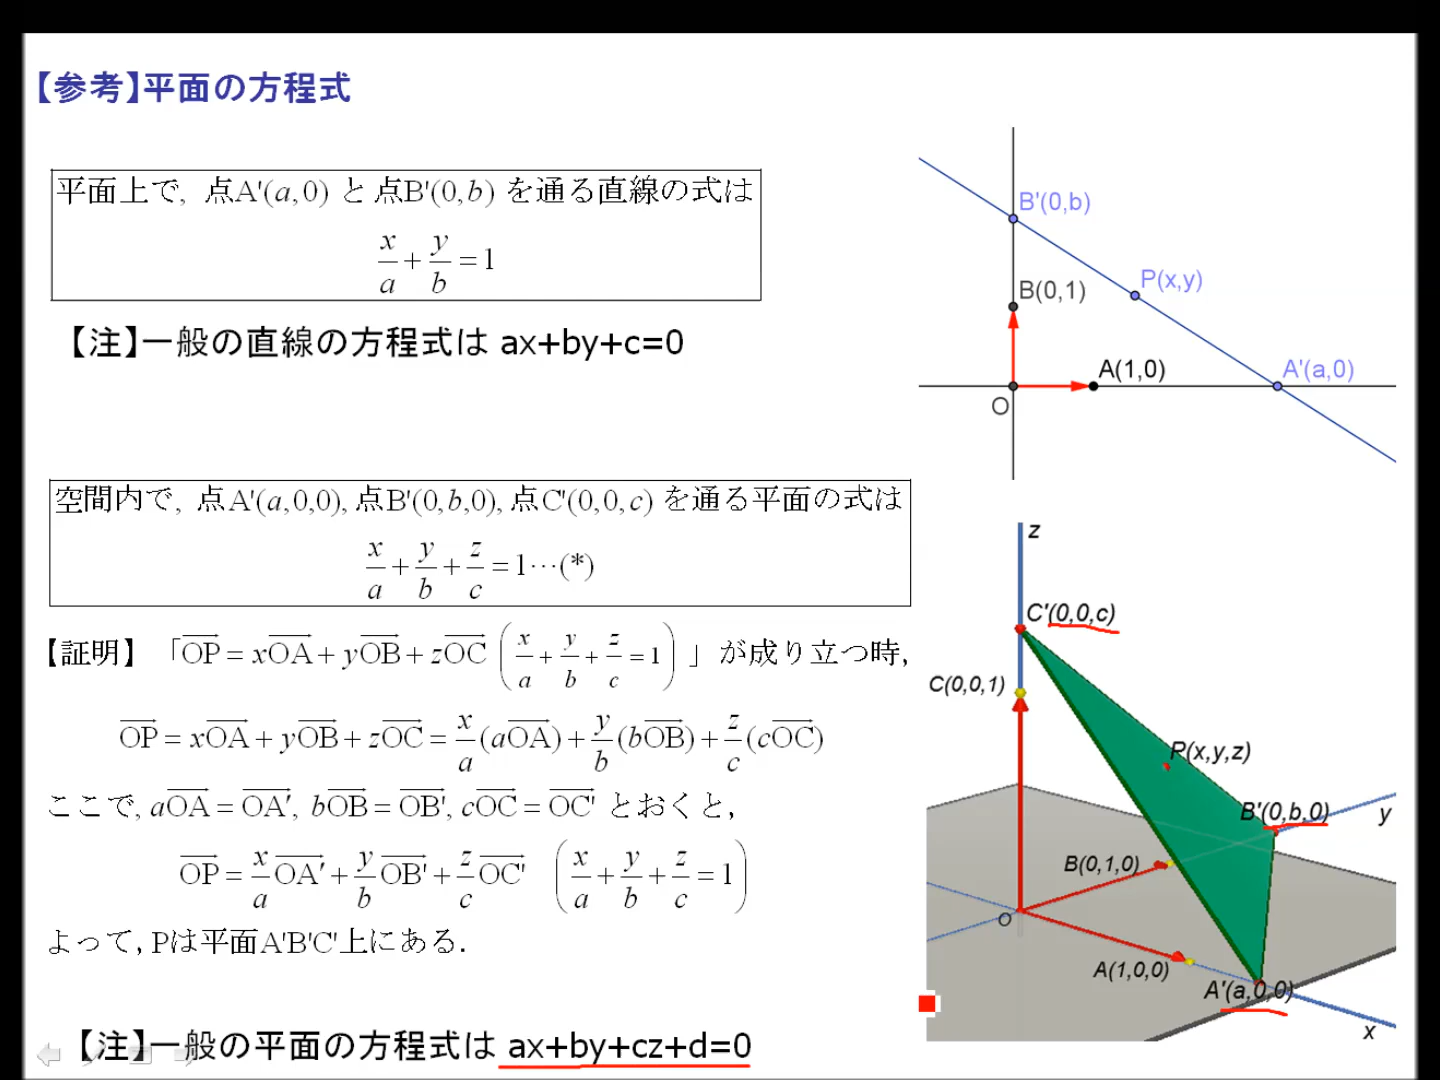 【参考】平面の方程式
平面上で, 点A'(a,0) と点B'(0,b) を通る直線の式は
x/a + y/b = 1
【注】一般の直線の方程式は ax+by+c=0
B'(0,b)
P(x,y)
B(0,1)
A(1,0)
A'(a,0)
O
空間内で, 点A'(a,0,0), 点B'(0,b,0), 点C'(0,0,c) を通る平面の式は
x/a + y/b + z/c = 1⋯(*)
【証明】 「OP→ = xOA→ + yOB→ + zOC→ (x/a + y/b + z/c = 1)」が成り立つ時,
OP→ = xOA→ + yOB→ + zOC→ = x/a(aOA→) + y/b(bOB→) + z/c(cOC→)
ここで, aOA→ = OA'→, bOB→ = OB'→, cOC→ = OC'→ とおくと,
OP→ = x/a OA'→ + y/b OB'→ + z/c OC'→ (x/a + y/b + z/c = 1)
よって, Pは平面A'B'C'上にある.
【注】一般の平面の方程式は ax+by+cz+d=0
z
C'(0,0,c)
C(0,0,1)
P(x,y,z)
B'(0,b,0)
y
B(0,1,0)
O
A(1,0,0)
A'(a,0,0)
x